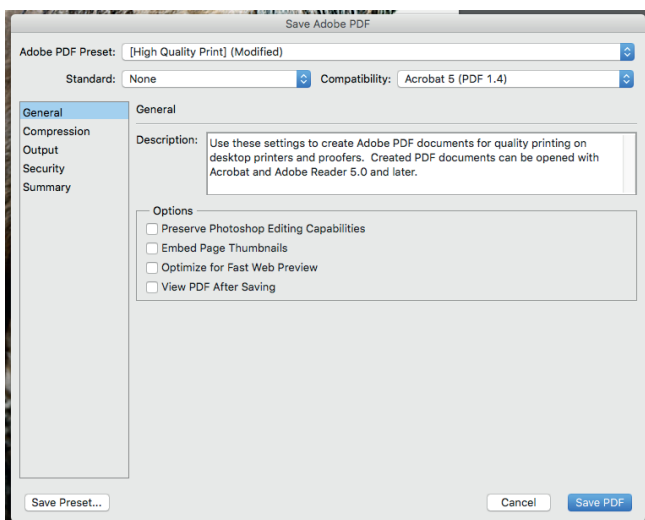 Save Adobe PDF
Adobe PDF Preset: [High Quality Print] (Modified)
Standard: None Compatibility: Acrobat 5 (PDF 1.4)
General
Compression
Output
Security
Summary
General
Description: Use these settings to create Adobe PDF documents for quality printing on
desktop printers and proofers. Created PDF documents can be opened with
Acrobat and Adobe Reader 5.0 and later.
Options
Preserve Photoshop Editing Capabilities
Embed Page Thumbnails
Optimize for Fast Web Preview
View PDF After Saving
Save Preset... Cancel Save PDF